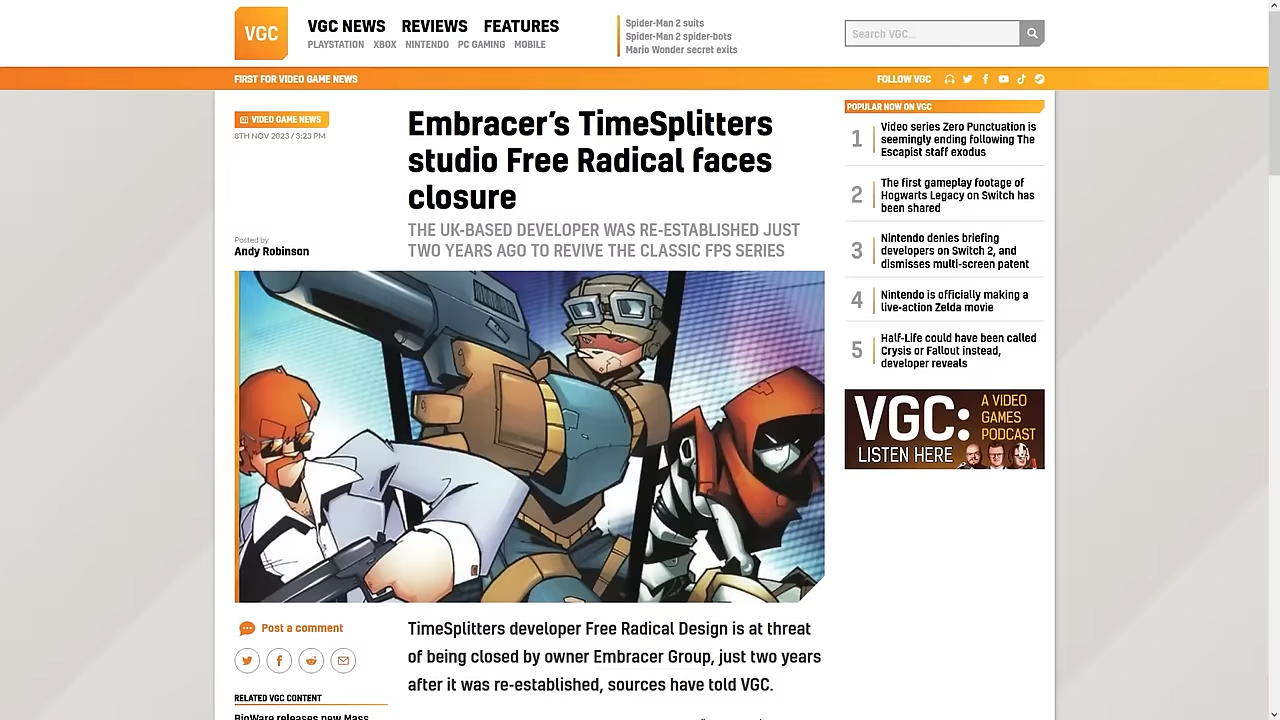 VGC
VGC NEWS
REVIEWS
FEATURES
PLAYSTATION
XBOX
NINTENDO
PC GAMING
MOBILE
Spider-Man 2 suits
Spider-Man 2 spider-bots
Mario Wonder secret exits
Search VGC...
FIRST FOR VIDEO GAME NEWS
FOLLOW VGC
VIDEO GAME NEWS
8TH NOV 2023 / 3:23 PM
Posted by
Andy Robinson
Embracer's TimeSplitters
studio Free Radical faces
closure
THE UK-BASED DEVELOPER WAS RE-ESTABLISHED JUST
TWO YEARS AGO TO REVIVE THE CLASSIC FPS SERIES
Post a comment
RELATED VGC CONTENT
BioWare releases new Mass
TimeSplitters developer Free Radical Design is at threat
of being closed by owner Embracer Group, just two years
after it was re-established, sources have told VGC.
POPULAR NOW ON VGC
1
Video series Zero Punctuation is
seemingly ending following The
Escapist staff exodus
2
The first gameplay footage of
Hogwarts Legacy on Switch has
been shared
3
Nintendo denies briefing
developers on Switch 2, and
dismisses multi-screen patent
4
Nintendo is officially making a
live-action Zelda movie
5
Half-Life could have been called
Crysis or Fallout instead,
developer reveals
VGC:
A VIDEO
GAMES
PODCAST
LISTEN HERE